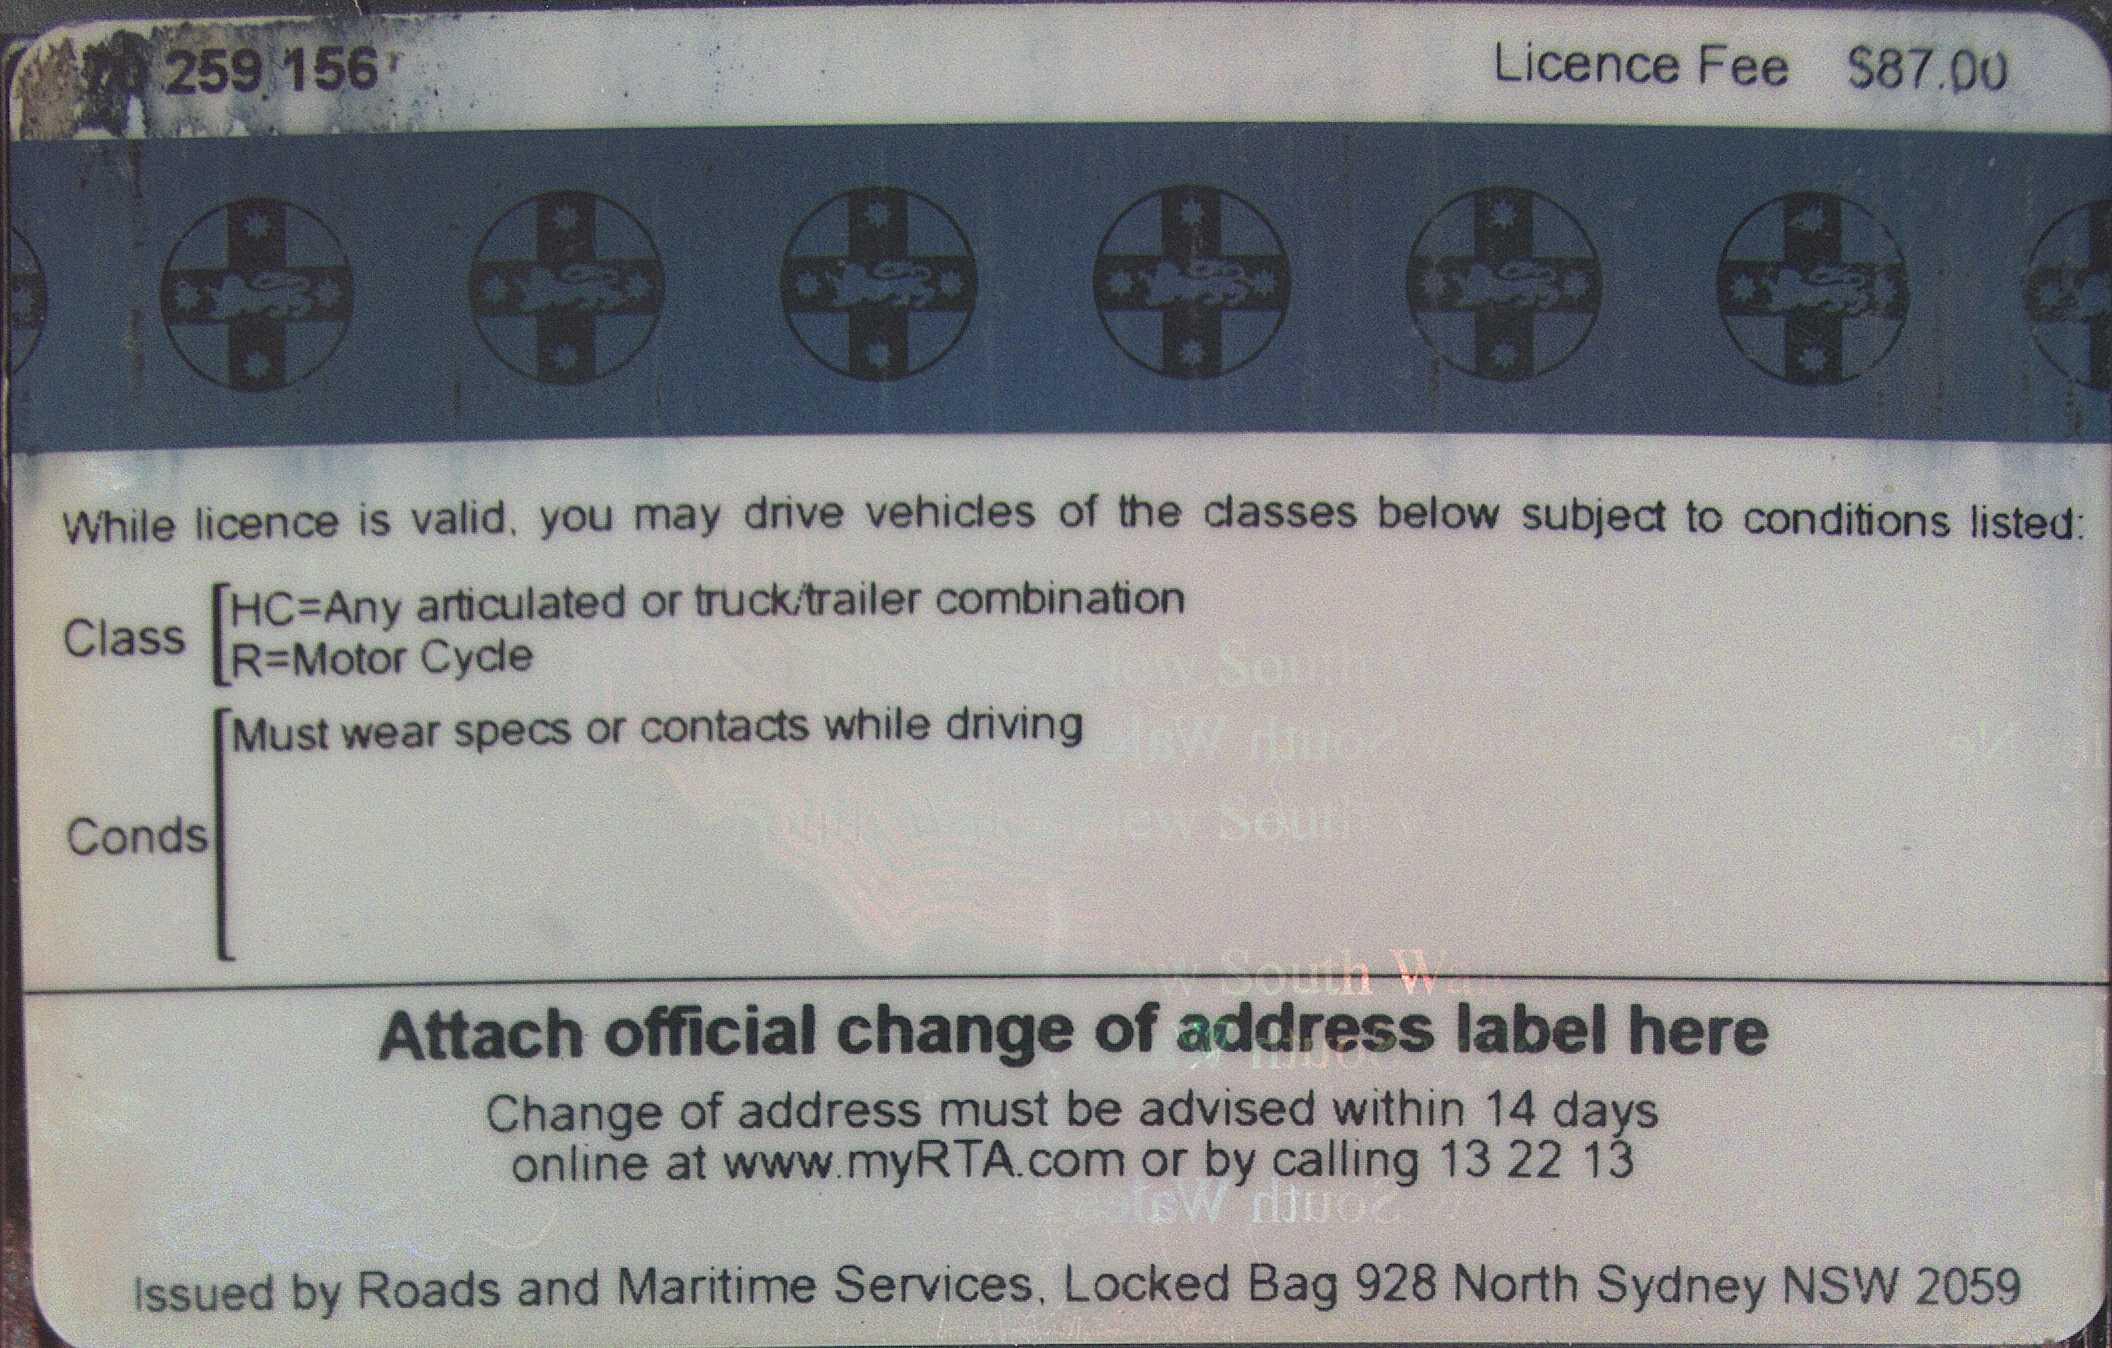 259 156
Licence Fee $87.00
While licence is valid, you may drive vehicles of the classes below subject to conditions listed:
Class
HC=Any articulated or truck/trailer combination
R=Motor Cycle
Conds
Must wear specs or contacts while driving
Attach official change of address label here
Change of address must be advised within 14 days
online at www.myRTA.com or by calling 13 22 13
Issued by Roads and Maritime Services, Locked Bag 928 North Sydney NSW 2059